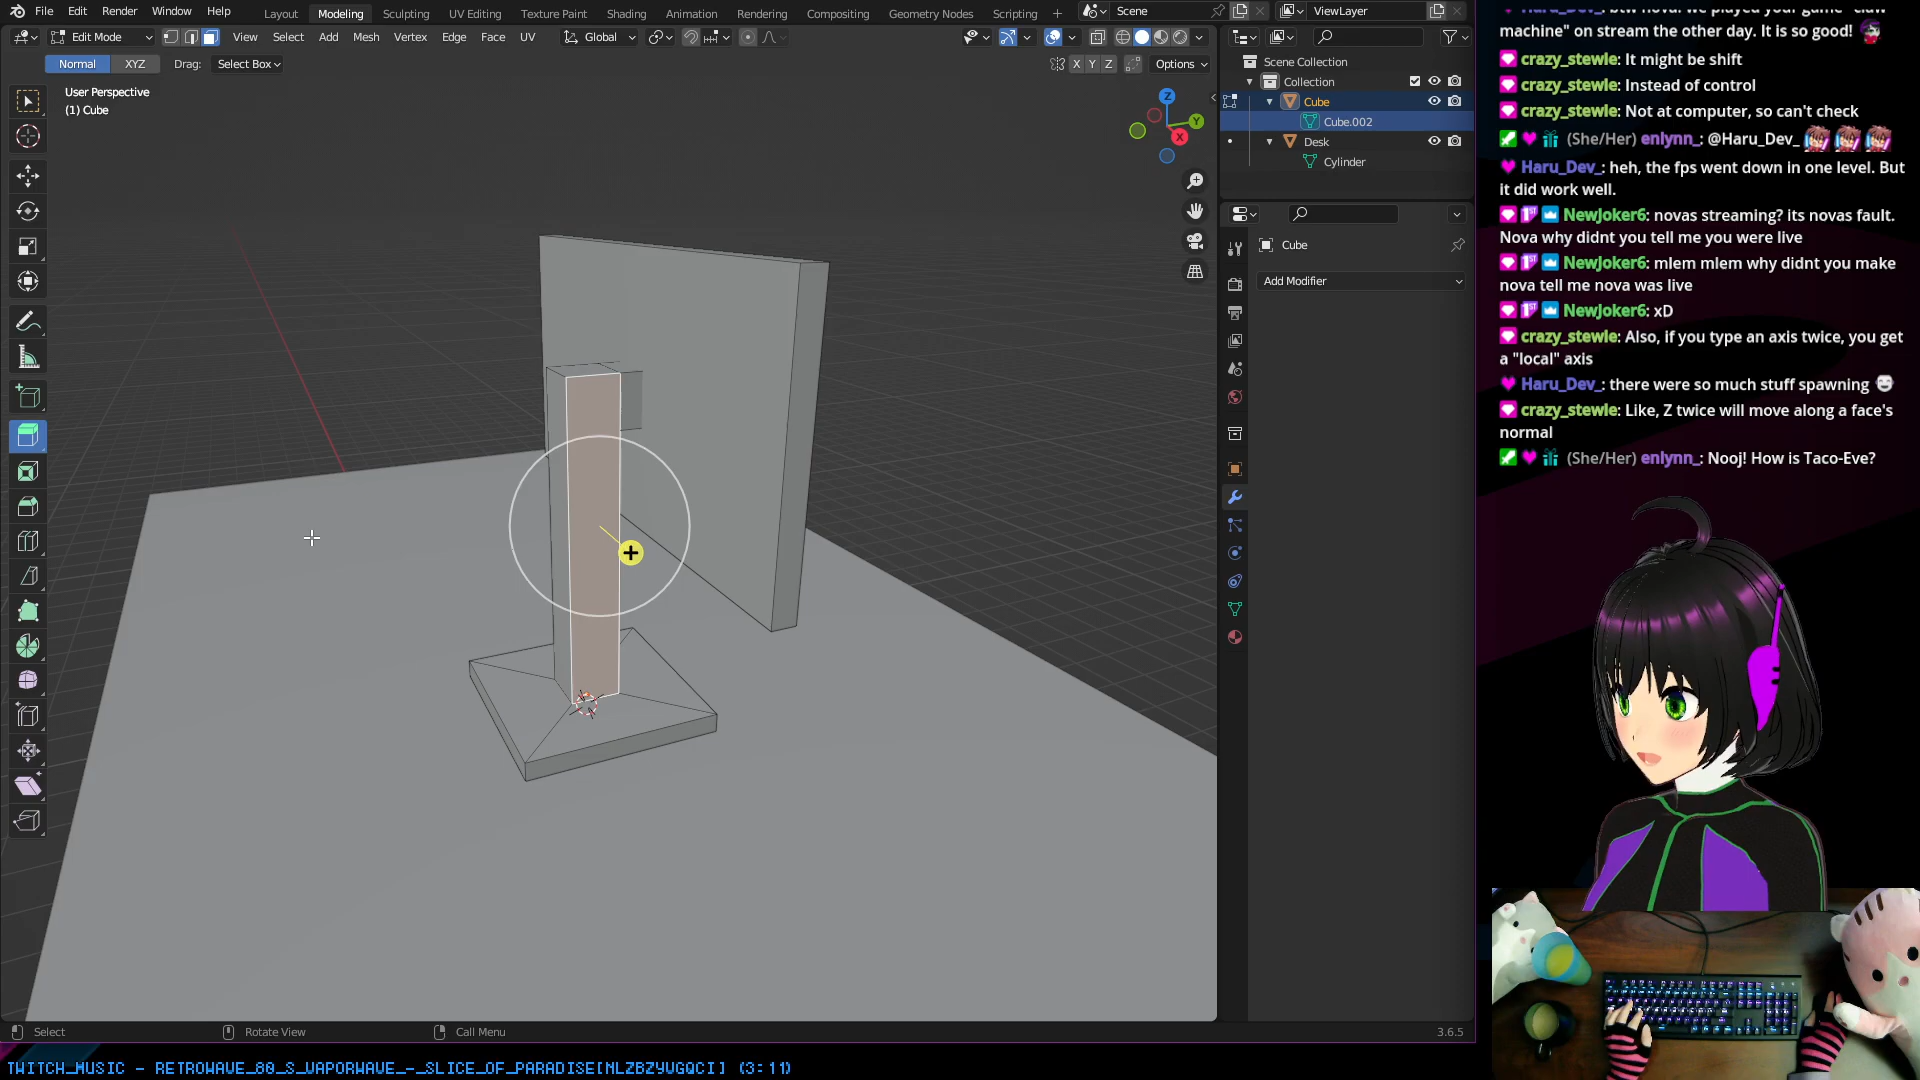 File Edit Render Window Help
Layout Modeling Sculpting UV Editing Texture Paint Shading Animation Rendering Compositing Geometry Nodes Scripting +
Scene
ViewLayer
Edit Mode
View Select Add Mesh Vertex Edge Face UV
Global
Normal XYZ Drag: Select Box
X Y Z
Options
User Perspective
(1) Cube
Z
Y
X
Scene Collection
Collection
Cube
Cube.002
Desk
Cylinder
Cube
Add Modifier
Select
Rotate View
Call Menu
3.6.5
machine" on stream the other day. It is so good!
crazy_stewie: It might be shift
crazy_stewie: Instead of control
crazy_stewie: Not at computer, so can't check
(She/Her) enlynn_: @Haru_Dev_
Haru_Dev_: heh, the fps went down in one level. But
it did work well.
NewJoker6: novas streaming? its novas fault.
Nova why didnt you tell me you were live
NewJoker6: mlem mlem why didnt you make
nova tell me nova was live
NewJoker6: xD
crazy_stewie: Also, if you type an axis twice, you get
a "local" axis
Haru_Dev_: there were so much stuff spawning
crazy_stewie: Like, Z twice will move along a face's
normal
(She/Her) enlynn_: Nooj! How is Taco-Eve?
TWITCH_MUSIC - RETROWAVE_80_S_VAPORWAVE_-_SLICE_OF_PARADISE[NLZBZYVGQCI] (3:11)